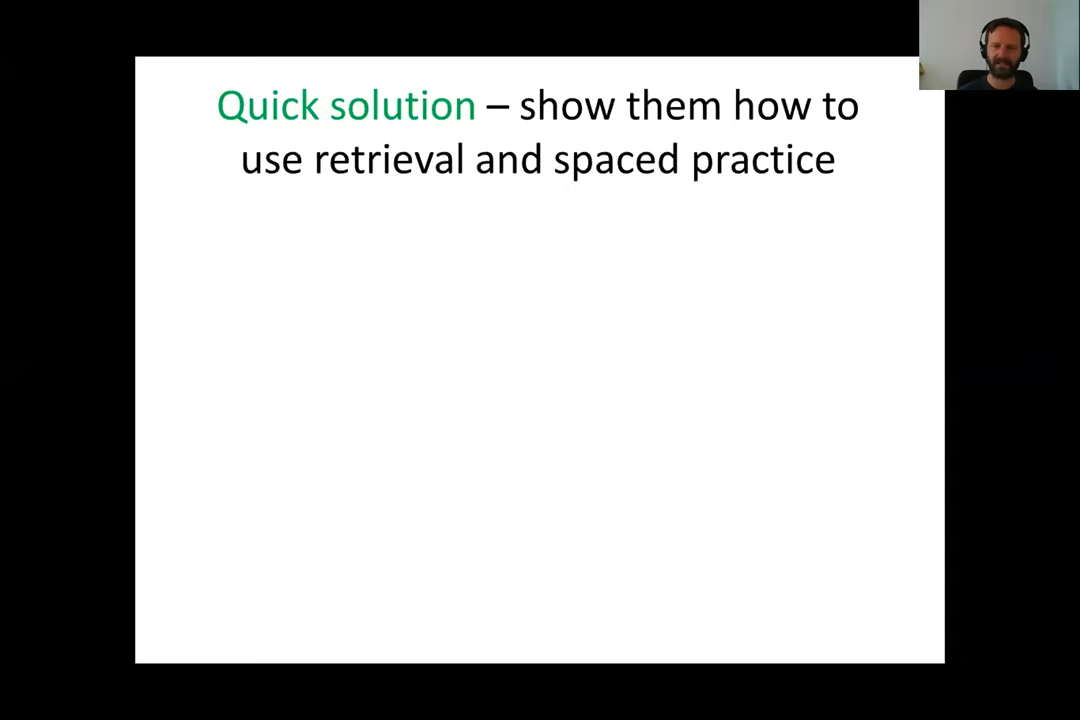 Quick solution – show them how to
use retrieval and spaced practice